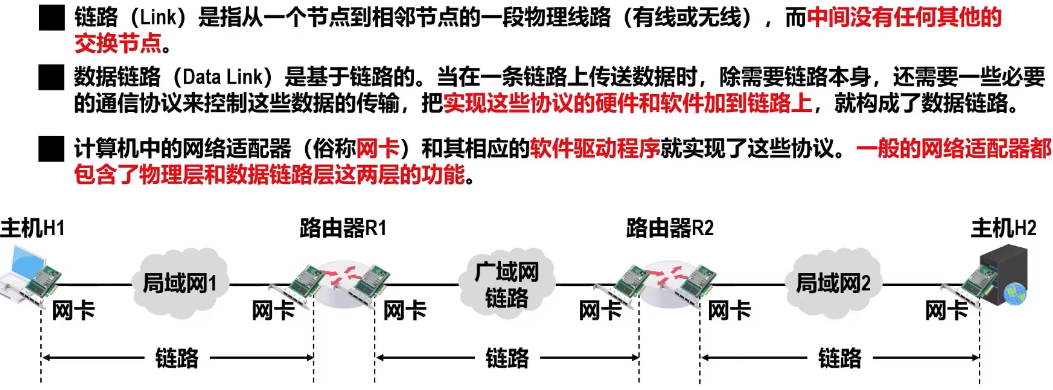 链路（Link）是指从一个节点到相邻节点的一段物理线路（有线或无线），而中间没有任何其他的
交换节点。
数据链路（Data Link）是基于链路的。当在一条链路上传送数据时，除需要链路本身，还需要一些必要
的通信协议来控制这些数据的传输，把实现这些协议的硬件和软件加到链路上，就构成了数据链路。
计算机中的网络适配器（俗称网卡）和其相应的软件驱动程序就实现了这些协议。一般的网络适配器都
包含了物理层和数据链路层这两层的功能。
主机H1 路由器R1 路由器R2 主机H2
局域网1 广域网 局域网2
链路
网卡 网卡 网卡 网卡 网卡 网卡
链路 链路 链路